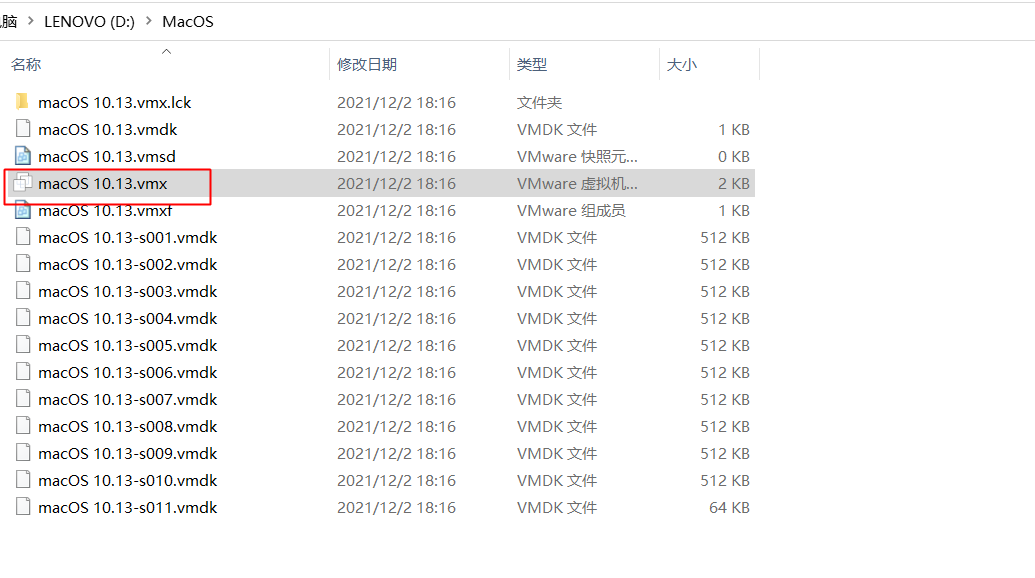 脑 > LENOVO (D:) > MacOS
名称 修改日期 类型 大小
macOS 10.13.vmx.lck 2021/12/2 18:16 文件夹
macOS 10.13.vmdk 2021/12/2 18:16 VMDK 文件 1 KB
macOS 10.13.vmsd 2021/12/2 18:16 VMware 快照元... 0 KB
macOS 10.13.vmx 2021/12/2 18:16 VMware 虚拟机... 2 KB
macOS 10.13.vmxf 2021/12/2 18:16 VMware 组成员 1 KB
macOS 10.13-s001.vmdk 2021/12/2 18:16 VMDK 文件 512 KB
macOS 10.13-s002.vmdk 2021/12/2 18:16 VMDK 文件 512 KB
macOS 10.13-s003.vmdk 2021/12/2 18:16 VMDK 文件 512 KB
macOS 10.13-s004.vmdk 2021/12/2 18:16 VMDK 文件 512 KB
macOS 10.13-s005.vmdk 2021/12/2 18:16 VMDK 文件 512 KB
macOS 10.13-s006.vmdk 2021/12/2 18:16 VMDK 文件 512 KB
macOS 10.13-s007.vmdk 2021/12/2 18:16 VMDK 文件 512 KB
macOS 10.13-s008.vmdk 2021/12/2 18:16 VMDK 文件 512 KB
macOS 10.13-s009.vmdk 2021/12/2 18:16 VMDK 文件 512 KB
macOS 10.13-s010.vmdk 2021/12/2 18:16 VMDK 文件 512 KB
macOS 10.13-s011.vmdk 2021/12/2 18:16 VMDK 文件 64 KB